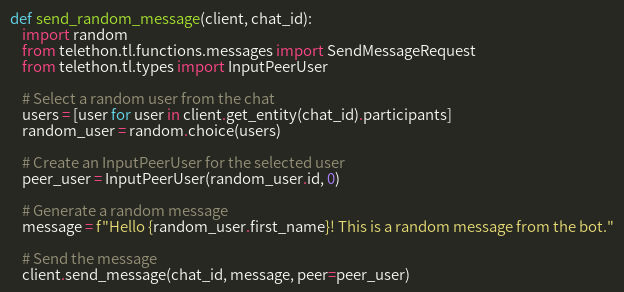 def send_random_message(client, chat_id):
    import random
    from telethon.tl.functions.messages import SendMessageRequest
    from telethon.tl.types import InputPeerUser

    # Select a random user from the chat
    users = [user for user in client.get_entity(chat_id).participants]
    random_user = random.choice(users)

    # Create an InputPeerUser for the selected user
    peer_user = InputPeerUser(random_user.id, 0)

    # Generate a random message
    message = f"Hello {random_user.first_name}! This is a random message from the bot."

    # Send the message
    client.send_message(chat_id, message, peer=peer_user)